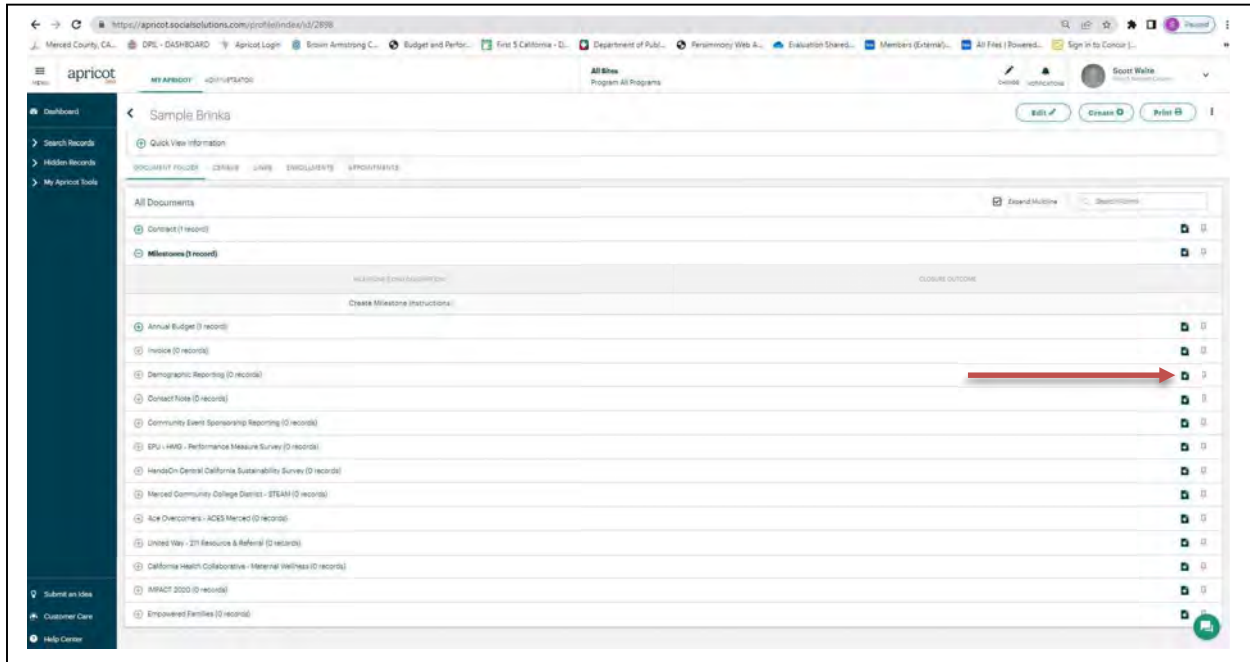 https://apricot.socialsolutions.com/profile/index/id/2898
Paused
Merced County, CA... DPIL - DASHBOARD Apricot Login Brown Armstrong C... Budget and Perfor... First 5 California - D... Department of Publ... Persimmony Web A... Evaluation Shared... Members (External)... All Files | Powered... Sign in to Concur |...
MENU apricot MY APRICOT ADMINISTRATOR All Sites CHANGE NOTIFICATIONS Scott Waite
Program All Programs
Dashboard
Search Records
Hidden Records
My Apricot Tools
Sample Brinka Edit Create Print
Quick View Information
DOCUMENT FOLDER CENSUS LINKS ENROLLMENTS APPOINTMENTS
All Documents Expand Multiline Search Forms
Contract (1 record)
Milestones (1 record)
CLOSURE OUTCOME
Create Milestone Instructions
Annual Budget (1 record)
Invoice (0 records)
Demographic Reporting (0 records)
Contact Note (0 records)
Community Event Sponsorship Reporting (0 records)
EPU - HMG - Performance Measure Survey (0 records)
HandsOn Central California Sustainability Survey (0 records)
Merced Community College District - STEAM (0 records)
Ace Overcomers - ACES Merced (0 records)
United Way - 211 Resource & Referral (0 records)
California Health Collaborative - Maternal Wellness (0 records)
IMPACT 2020 (0 records)
Empowered Families (0 records)
Submit an Idea
Customer Care
Help Center